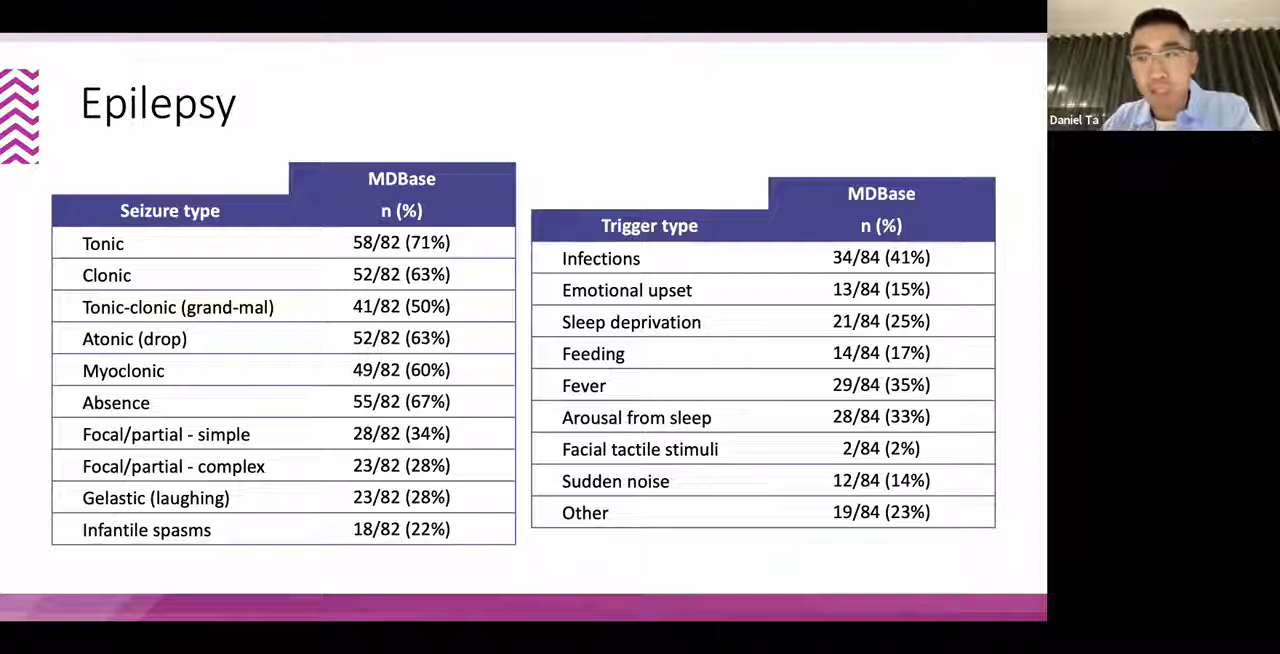 Epilepsy
MDBase
Seizure type n (%)
Tonic 58/82 (71%)
Clonic 52/82 (63%)
Tonic-clonic (grand-mal) 41/82 (50%)
Atonic (drop) 52/82 (63%)
Myoclonic 49/82 (60%)
Absence 55/82 (67%)
Focal/partial - simple 28/82 (34%)
Focal/partial - complex 23/82 (28%)
Gelastic (laughing) 23/82 (28%)
Infantile spasms 18/82 (22%)
MDBase
Trigger type n (%)
Infections 34/84 (41%)
Emotional upset 13/84 (15%)
Sleep deprivation 21/84 (25%)
Feeding 14/84 (17%)
Fever 29/84 (35%)
Arousal from sleep 28/84 (33%)
Facial tactile stimuli 2/84 (2%)
Sudden noise 12/84 (14%)
Other 19/84 (23%)
Daniel Ta